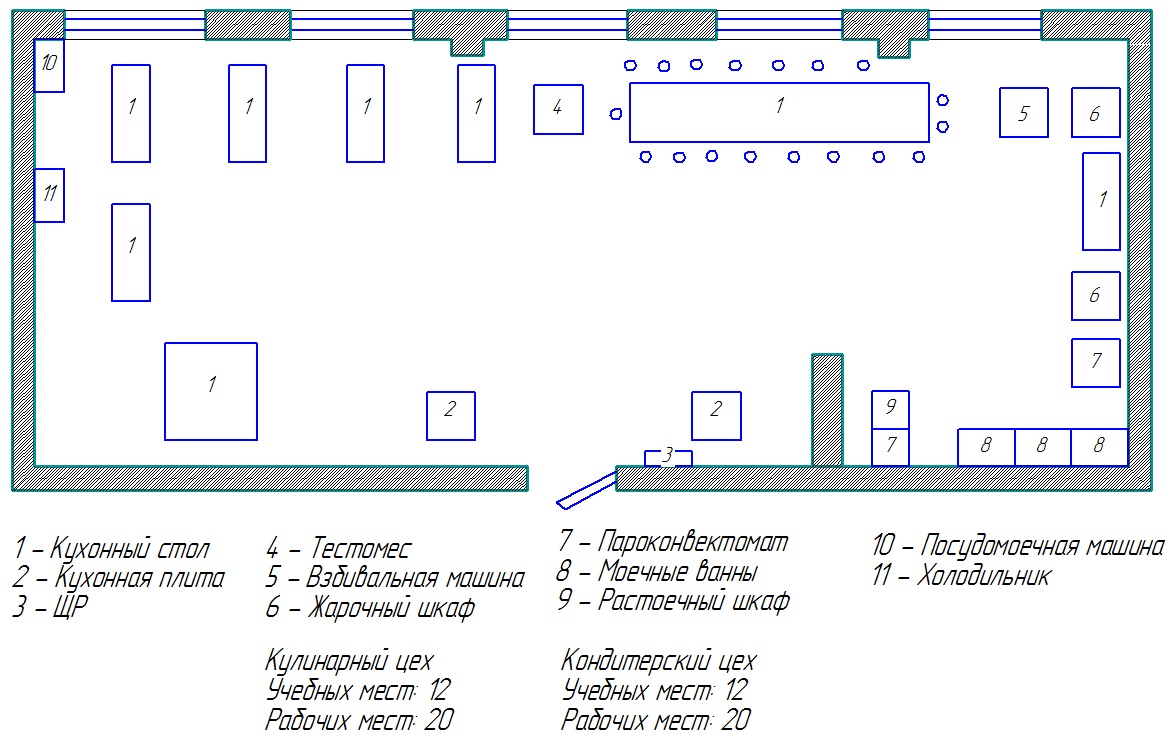 10
1
1
1
1
4
1
5
6
11
1
1
1
6
1
2
2
9
7
7
3
8
8
8
1 – Кухонный стол
2 – Кухонная плита
3 – ЩР
4 – Тестомес
5 – Взбивальная машина
6 – Жарочный шкаф
7 – Пароконвектомат
8 – Моечные ванны
9 – Растоечный шкаф
10 – Посудомоечная машина
11 – Холодильник
Кулинарный цех
Учебных мест: 12
Рабочих мест: 20
Кондитерский цех
Учебных мест: 12
Рабочих мест: 20